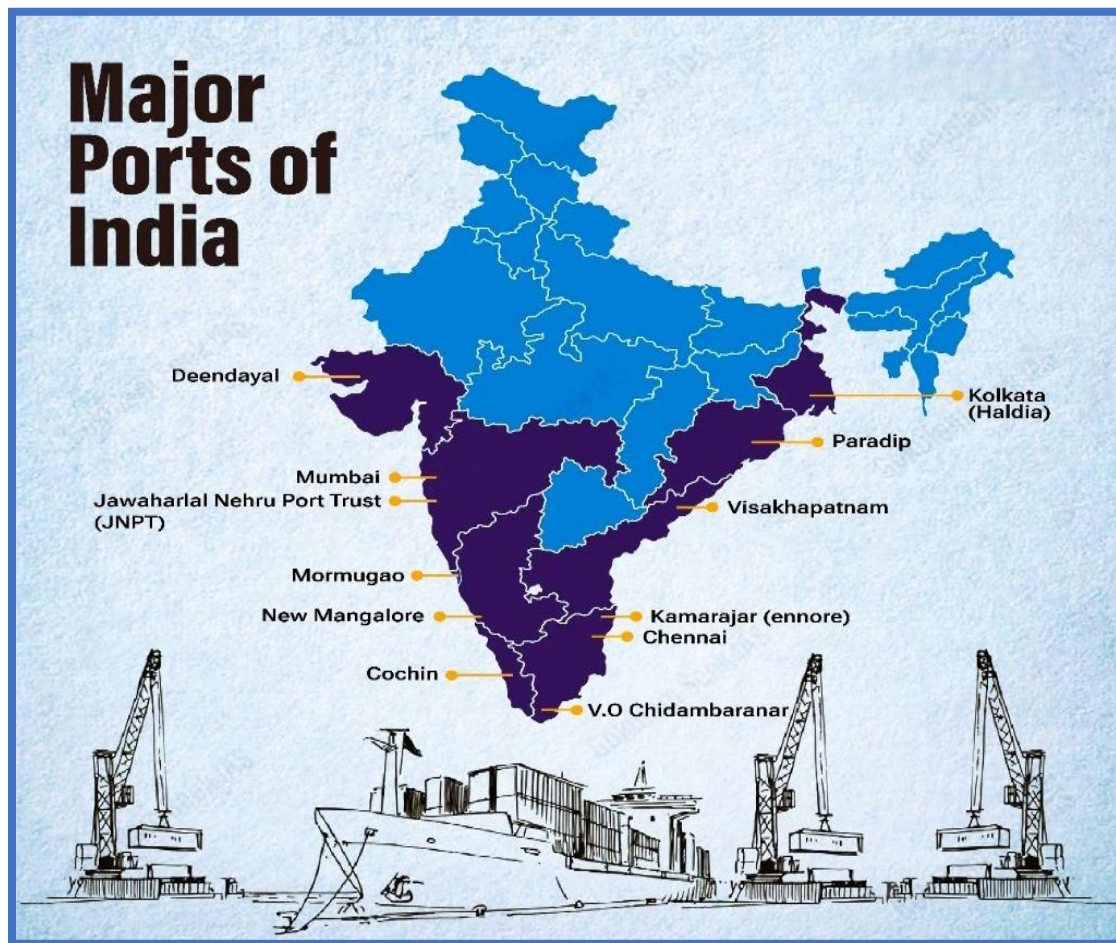 Major
Ports of
India
Deendayal
Kolkata
(Haldia)
Paradip
Mumbai
Jawaharlal Nehru Port Trust
(JNPT)
Visakhapatnam
Mormugao
New Mangalore
Kamarajar (ennore)
Chennai
Cochin
V.O Chidambaranar